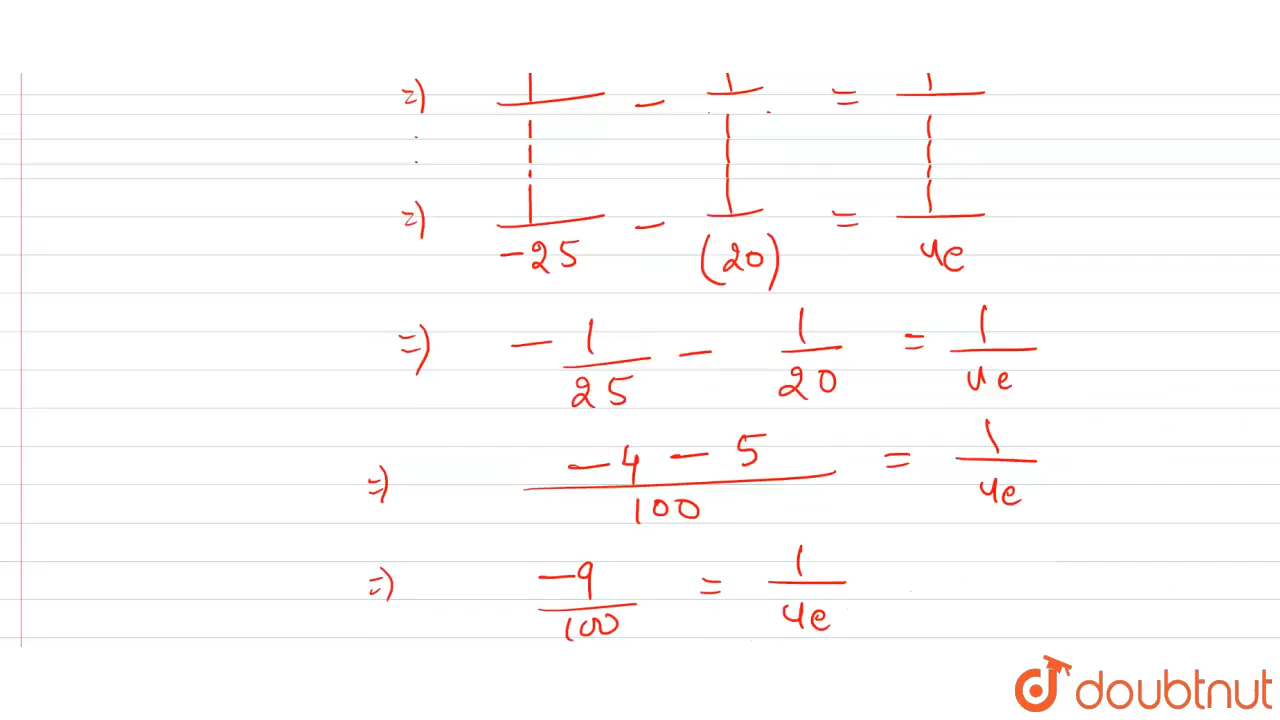 =) 1/ - 1/ = 1/
=) 1/-25 - 1/(20) = 1/ue
=) -1/25 - 1/20 = 1/ue
=) -4-5/100 = 1/ue
=) -9/100 = 1/ue
doubtnut